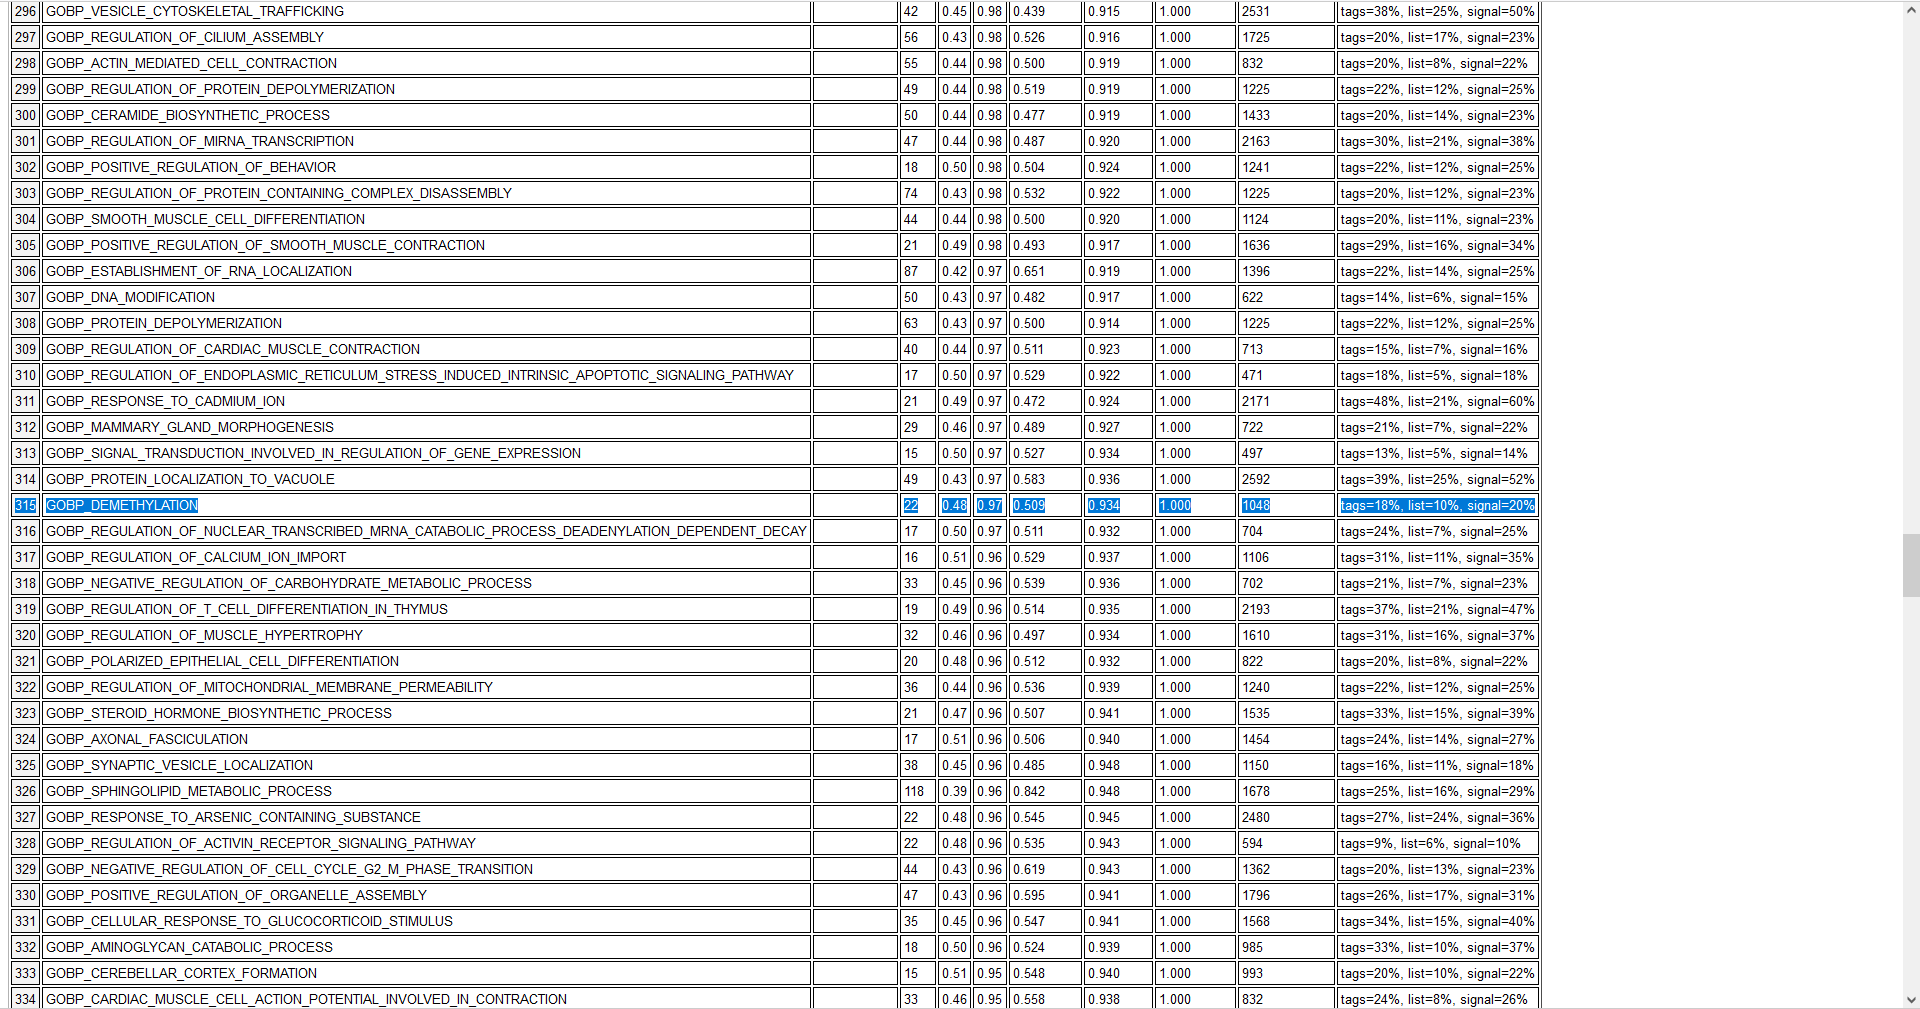 296 GOBP_VESICLE_CYTOSKELETAL_TRAFFICKING 42 0.45 0.98 0.439 0.915 1.000 2531 tags=38%, list=25%, signal=50%
297 GOBP_REGULATION_OF_CILIUM_ASSEMBLY 56 0.43 0.98 0.526 0.916 1.000 1725 tags=20%, list=17%, signal=23%
298 GOBP_ACTIN_MEDIATED_CELL_CONTRACTION 55 0.44 0.98 0.500 0.919 1.000 832 tags=20%, list=8%, signal=22%
299 GOBP_REGULATION_OF_PROTEIN_DEPOLYMERIZATION 49 0.44 0.98 0.519 0.919 1.000 1225 tags=22%, list=12%, signal=25%
300 GOBP_CERAMIDE_BIOSYNTHETIC_PROCESS 50 0.44 0.98 0.477 0.919 1.000 1433 tags=20%, list=14%, signal=23%
301 GOBP_REGULATION_OF_MIRNA_TRANSCRIPTION 47 0.44 0.98 0.487 0.920 1.000 2163 tags=30%, list=21%, signal=38%
302 GOBP_POSITIVE_REGULATION_OF_BEHAVIOR 18 0.50 0.98 0.504 0.924 1.000 1241 tags=22%, list=12%, signal=25%
303 GOBP_REGULATION_OF_PROTEIN_CONTAINING_COMPLEX_DISASSEMBLY 74 0.43 0.98 0.532 0.922 1.000 1225 tags=20%, list=12%, signal=23%
304 GOBP_SMOOTH_MUSCLE_CELL_DIFFERENTIATION 44 0.44 0.98 0.500 0.920 1.000 1124 tags=20%, list=11%, signal=23%
305 GOBP_POSITIVE_REGULATION_OF_SMOOTH_MUSCLE_CONTRACTION 21 0.49 0.98 0.493 0.917 1.000 1636 tags=29%, list=16%, signal=34%
306 GOBP_ESTABLISHMENT_OF_RNA_LOCALIZATION 87 0.42 0.97 0.651 0.919 1.000 1396 tags=22%, list=14%, signal=25%
307 GOBP_DNA_MODIFICATION 50 0.43 0.97 0.482 0.917 1.000 622 tags=14%, list=6%, signal=15%
308 GOBP_PROTEIN_DEPOLYMERIZATION 63 0.43 0.97 0.500 0.914 1.000 1225 tags=22%, list=12%, signal=25%
309 GOBP_REGULATION_OF_CARDIAC_MUSCLE_CONTRACTION 40 0.44 0.97 0.511 0.923 1.000 713 tags=15%, list=7%, signal=16%
310 GOBP_REGULATION_OF_ENDOPLASMIC_RETICULUM_STRESS_INDUCED_INTRINSIC_APOPTOTIC_SIGNALING_PATHWAY 17 0.50 0.97 0.529 0.922 1.000 471 tags=18%, list=5%, signal=18%
311 GOBP_RESPONSE_TO_CADMIUM_ION 21 0.49 0.97 0.472 0.924 1.000 2171 tags=48%, list=21%, signal=60%
312 GOBP_MAMMARY_GLAND_MORPHOGENESIS 29 0.46 0.97 0.489 0.927 1.000 722 tags=21%, list=7%, signal=22%
313 GOBP_SIGNAL_TRANSDUCTION_INVOLVED_IN_REGULATION_OF_GENE_EXPRESSION 15 0.50 0.97 0.527 0.934 1.000 497 tags=13%, list=5%, signal=14%
314 GOBP_PROTEIN_LOCALIZATION_TO_VACUOLE 49 0.43 0.97 0.583 0.936 1.000 2592 tags=39%, list=25%, signal=52%
315 GOBP_DEMETHYLATION 22 0.48 0.97 0.509 0.934 1.000 1048 tags=18%, list=10%, signal=20%
316 GOBP_REGULATION_OF_NUCLEAR_TRANSCRIBED_MRNA_CATABOLIC_PROCESS_DEADENYLATION_DEPENDENT_DECAY 17 0.50 0.97 0.511 0.932 1.000 704 tags=24%, list=7%, signal=25%
317 GOBP_REGULATION_OF_CALCIUM_ION_IMPORT 16 0.51 0.96 0.529 0.937 1.000 1106 tags=31%, list=11%, signal=35%
318 GOBP_NEGATIVE_REGULATION_OF_CARBOHYDRATE_METABOLIC_PROCESS 33 0.45 0.96 0.539 0.936 1.000 702 tags=21%, list=7%, signal=23%
319 GOBP_REGULATION_OF_T_CELL_DIFFERENTIATION_IN_THYMUS 19 0.49 0.96 0.514 0.935 1.000 2193 tags=37%, list=21%, signal=47%
320 GOBP_REGULATION_OF_MUSCLE_HYPERTROPHY 32 0.46 0.96 0.497 0.934 1.000 1610 tags=31%, list=16%, signal=37%
321 GOBP_POLARIZED_EPITHELIAL_CELL_DIFFERENTIATION 20 0.48 0.96 0.512 0.932 1.000 822 tags=20%, list=8%, signal=22%
322 GOBP_REGULATION_OF_MITOCHONDRIAL_MEMBRANE_PERMEABILITY 36 0.44 0.96 0.536 0.939 1.000 1240 tags=22%, list=12%, signal=25%
323 GOBP_STEROID_HORMONE_BIOSYNTHETIC_PROCESS 21 0.47 0.96 0.507 0.941 1.000 1535 tags=33%, list=15%, signal=39%
324 GOBP_AXONAL_FASCICULATION 17 0.51 0.96 0.506 0.940 1.000 1454 tags=24%, list=14%, signal=27%
325 GOBP_SYNAPTIC_VESICLE_LOCALIZATION 38 0.45 0.96 0.485 0.948 1.000 1150 tags=16%, list=11%, signal=18%
326 GOBP_SPHINGOLIPID_METABOLIC_PROCESS 118 0.39 0.96 0.842 0.948 1.000 1678 tags=25%, list=16%, signal=29%
327 GOBP_RESPONSE_TO_ARSENIC_CONTAINING_SUBSTANCE 22 0.48 0.96 0.545 0.945 1.000 2480 tags=27%, list=24%, signal=36%
328 GOBP_REGULATION_OF_ACTIVIN_RECEPTOR_SIGNALING_PATHWAY 22 0.48 0.96 0.535 0.943 1.000 594 tags=9%, list=6%, signal=10%
329 GOBP_NEGATIVE_REGULATION_OF_CELL_CYCLE_G2_M_PHASE_TRANSITION 44 0.43 0.96 0.619 0.943 1.000 1362 tags=20%, list=13%, signal=23%
330 GOBP_POSITIVE_REGULATION_OF_ORGANELLE_ASSEMBLY 47 0.43 0.96 0.595 0.941 1.000 1796 tags=26%, list=17%, signal=31%
331 GOBP_CELLULAR_RESPONSE_TO_GLUCOCORTICOID_STIMULUS 35 0.45 0.96 0.547 0.941 1.000 1568 tags=34%, list=15%, signal=40%
332 GOBP_AMINOGLYCAN_CATABOLIC_PROCESS 18 0.50 0.96 0.524 0.939 1.000 985 tags=33%, list=10%, signal=37%
333 GOBP_CEREBELLAR_CORTEX_FORMATION 15 0.51 0.95 0.548 0.940 1.000 993 tags=20%, list=10%, signal=22%
334 GOBP_CARDIAC_MUSCLE_CELL_ACTION_POTENTIAL_INVOLVED_IN_CONTRACTION 33 0.46 0.95 0.558 0.938 1.000 832 tags=24%, list=8%, signal=26%